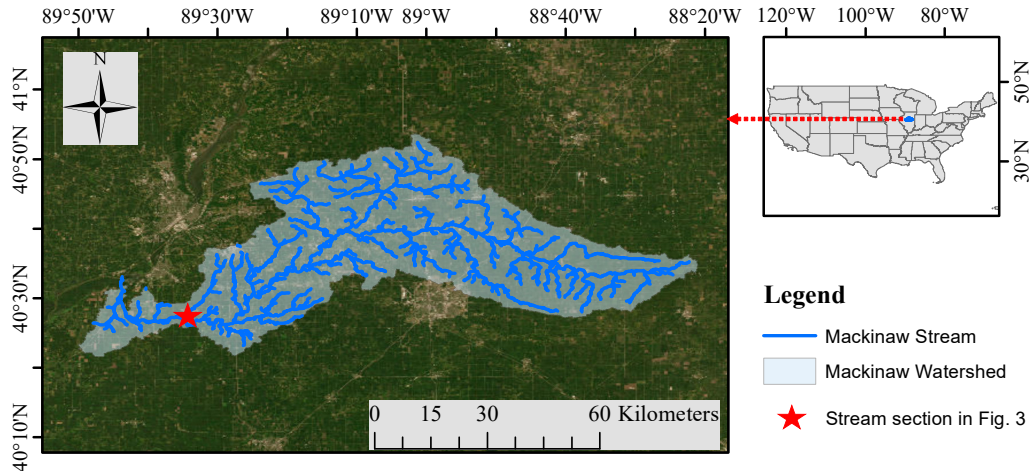 89°50'W 89°30'W 89°10'W 89°W 88°40'W 88°20'W
120°W 100°W 80°W
N
41°N
40°50'N
40°30'N
40°10'N
50°N
30°N
Legend
Mackinaw Stream
Mackinaw Watershed
Stream section in Fig. 3
0 15 30 60 Kilometers